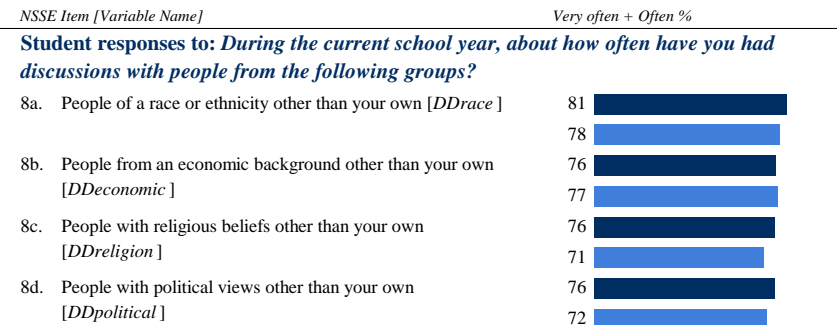 NSSE Item [Variable Name] Very often + Often %
Student responses to: During the current school year, about how often have you had
discussions with people from the following groups?
8a. People of a race or ethnicity other than your own [DDrace ] 81
78
8b. People from an economic background other than your own 76
[DDeconomic ] 77
8c. People with religious beliefs other than your own 76
[DDreligion ] 71
8d. People with political views other than your own 76
[DDpolitical ] 72